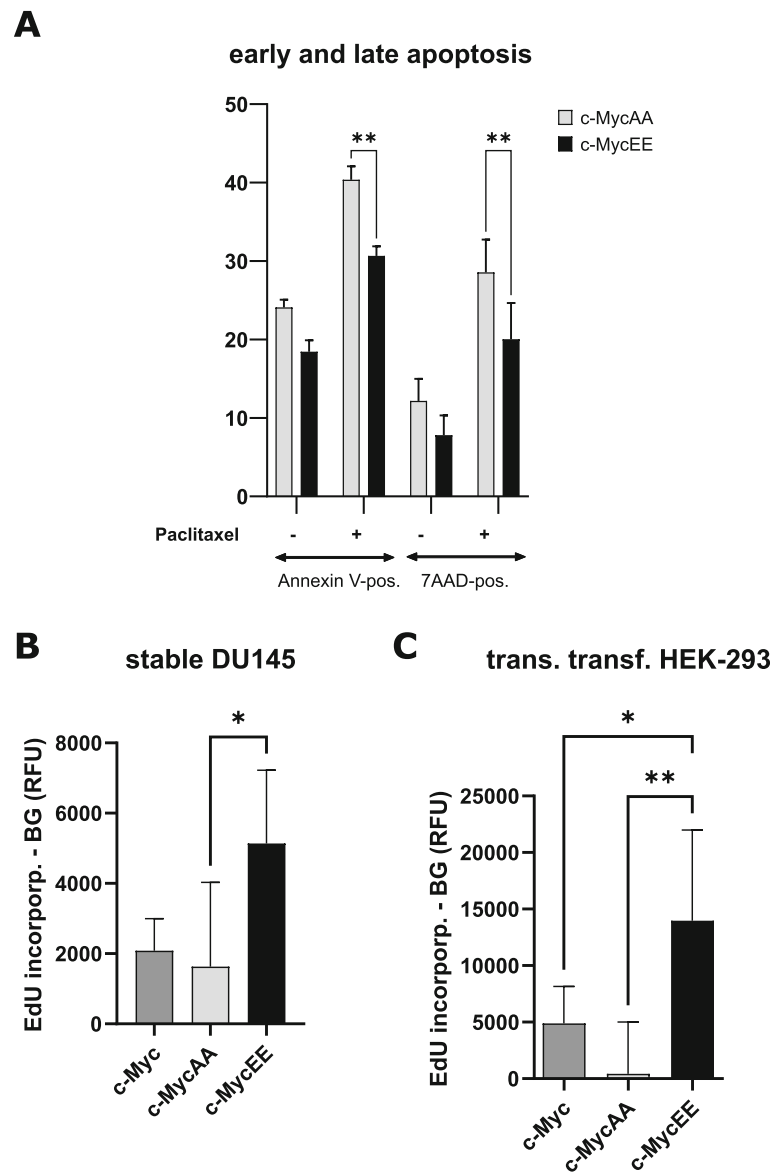 A
early and late apoptosis
50
40
30
20
10
0
**
**
c-MycAA
c-MycEE
Paclitaxel - + - +
Annexin V-pos. 7AAD-pos.
B
stable DU145
EdU incorporp. - BG (RFU)
8000
6000
4000
2000
0
*
c-Myc
c-MycAA
c-MycEE
C
trans. transf. HEK-293
EdU incorporp. - BG (RFU)
25000
20000
15000
10000
5000
0
*
**
c-Myc
c-MycAA
c-MycEE